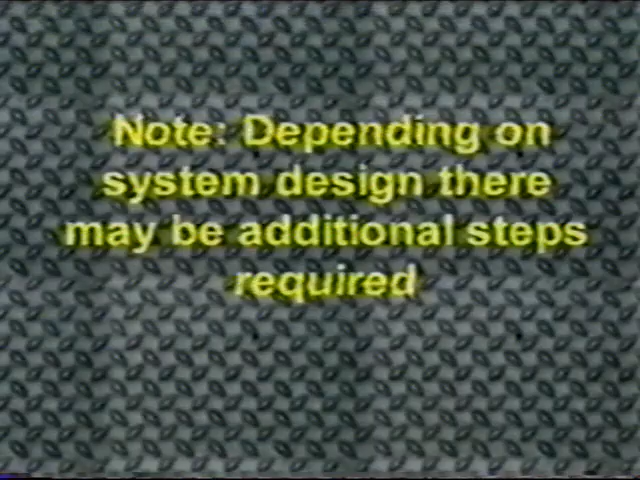 Note: Depending on
system design there
may be additional steps
required